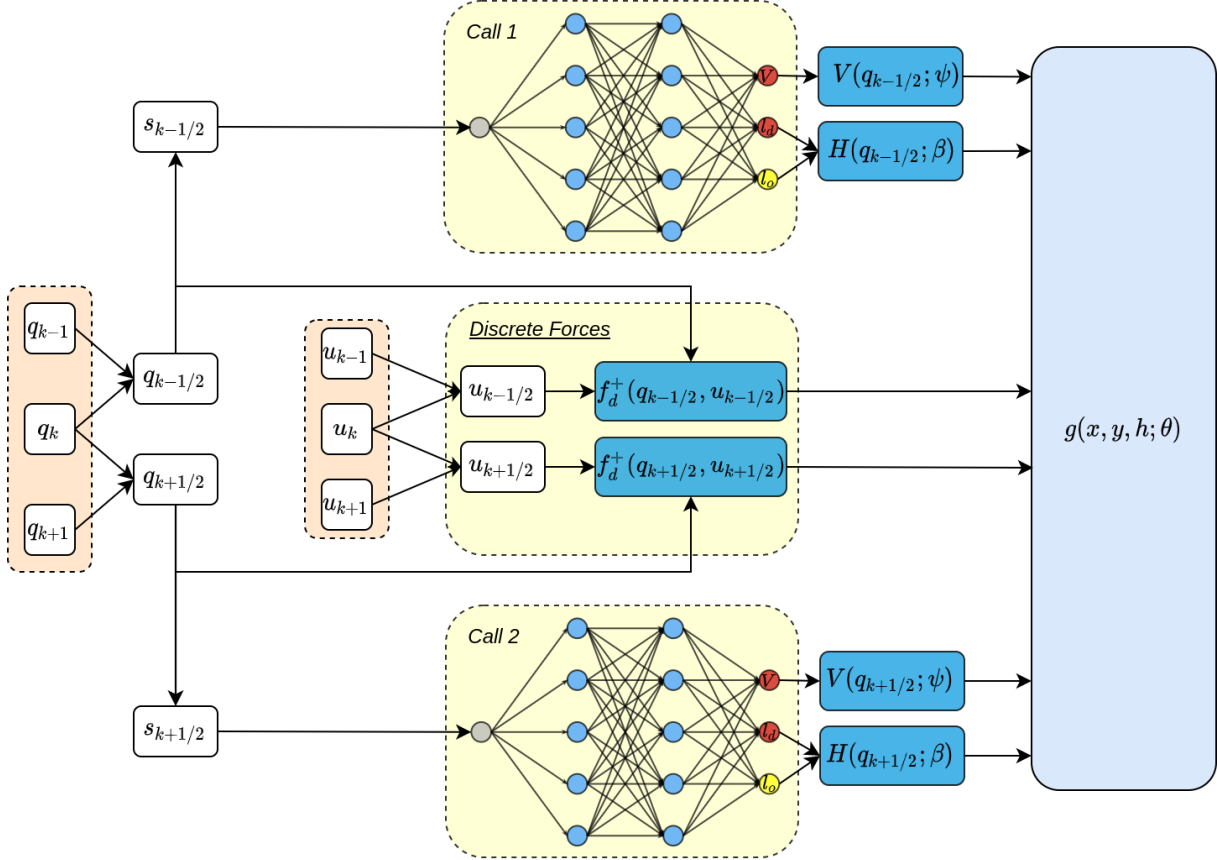 Call 1
V
l_d
l_o
V(q_{k-1/2}; ψ)
H(q_{k-1/2}; β)
s_{k-1/2}
q_{k-1}
q_k
q_{k+1}
q_{k-1/2}
q_{k+1/2}
u_{k-1}
u_k
u_{k+1}
Discrete Forces
u_{k-1/2}
f_d^+(q_{k-1/2}, u_{k-1/2})
u_{k+1/2}
f_d^+(q_{k+1/2}, u_{k+1/2})
g(x, y, h; θ)
s_{k+1/2}
Call 2
V
l_d
l_o
V(q_{k+1/2}; ψ)
H(q_{k+1/2}; β)